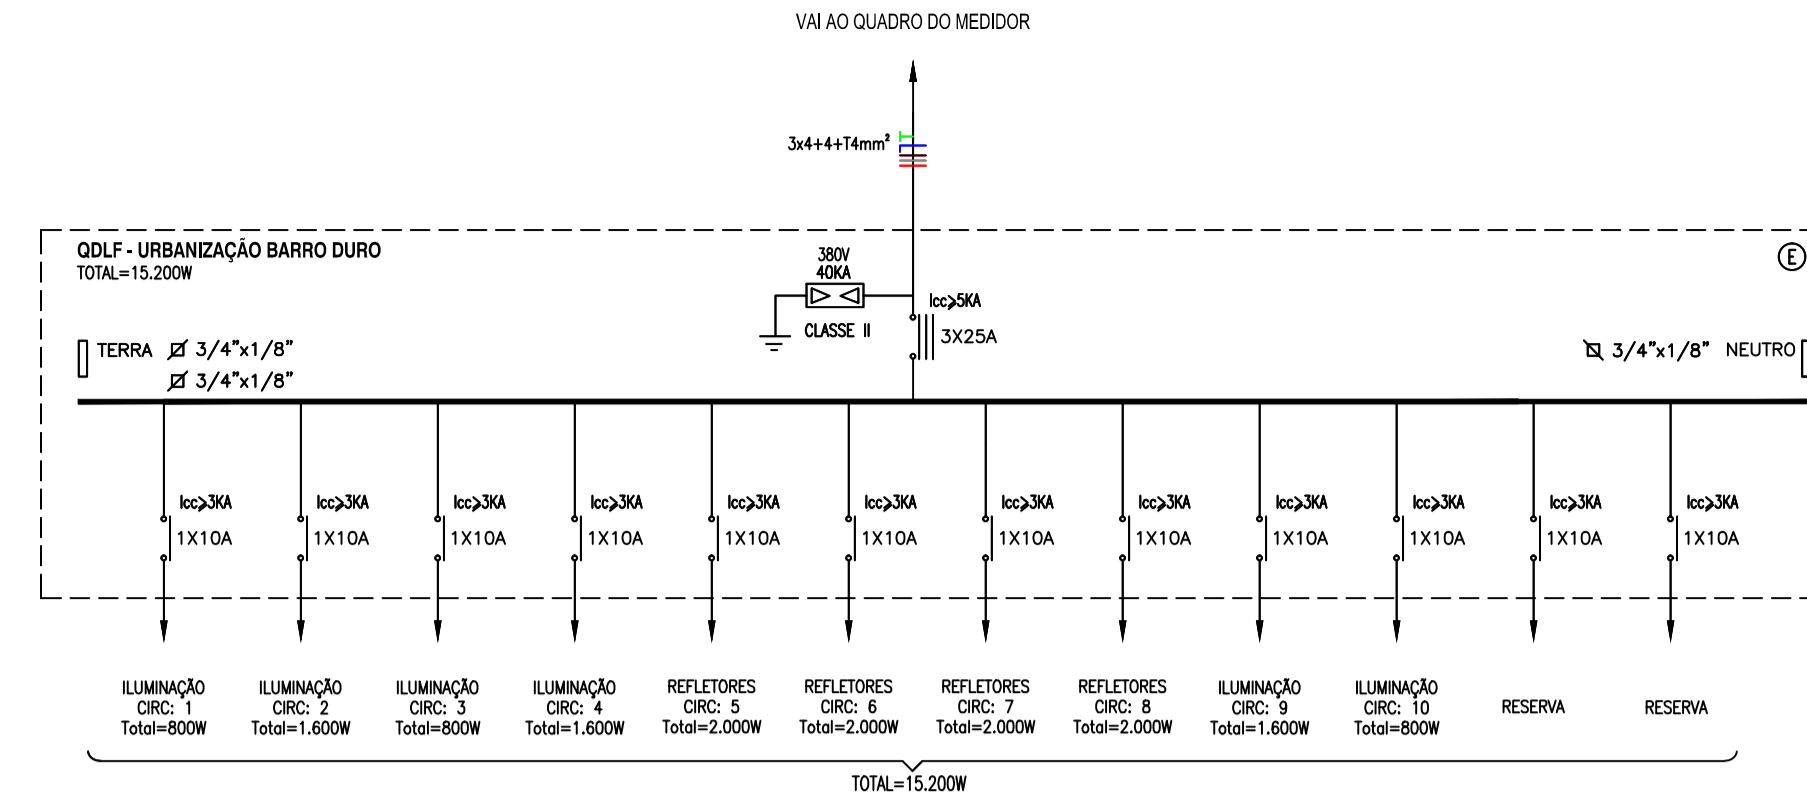 VAI AO QUADRO DO MEDIDOR
3x4+4+T4mm²
QDLF - URBANIZAÇÃO BARRO DURO
TOTAL=15.200W
380V
40KA
CLASSE II
Icc⩾5KA
3X25A
E
TERRA 3/4"x1/8"
3/4"x1/8"
3/4"x1/8" NEUTRO
Icc⩾3KA Icc⩾3KA Icc⩾3KA Icc⩾3KA Icc⩾3KA Icc⩾3KA Icc⩾3KA Icc⩾3KA Icc⩾3KA Icc⩾3KA Icc⩾3KA Icc⩾3KA
1X10A 1X10A 1X10A 1X10A 1X10A 1X10A 1X10A 1X10A 1X10A 1X10A 1X10A 1X10A
ILUMINAÇÃO
CIRC: 1
Total=800W
ILUMINAÇÃO
CIRC: 2
Total=1.600W
ILUMINAÇÃO
CIRC: 3
Total=800W
ILUMINAÇÃO
CIRC: 4
Total=1.600W
REFLETORES
CIRC: 5
Total=2.000W
REFLETORES
CIRC: 6
Total=2.000W
REFLETORES
CIRC: 7
Total=2.000W
REFLETORES
CIRC: 8
Total=2.000W
ILUMINAÇÃO
CIRC: 9
Total=1.600W
ILUMINAÇÃO
CIRC: 10
Total=800W
RESERVA
RESERVA
TOTAL=15.200W